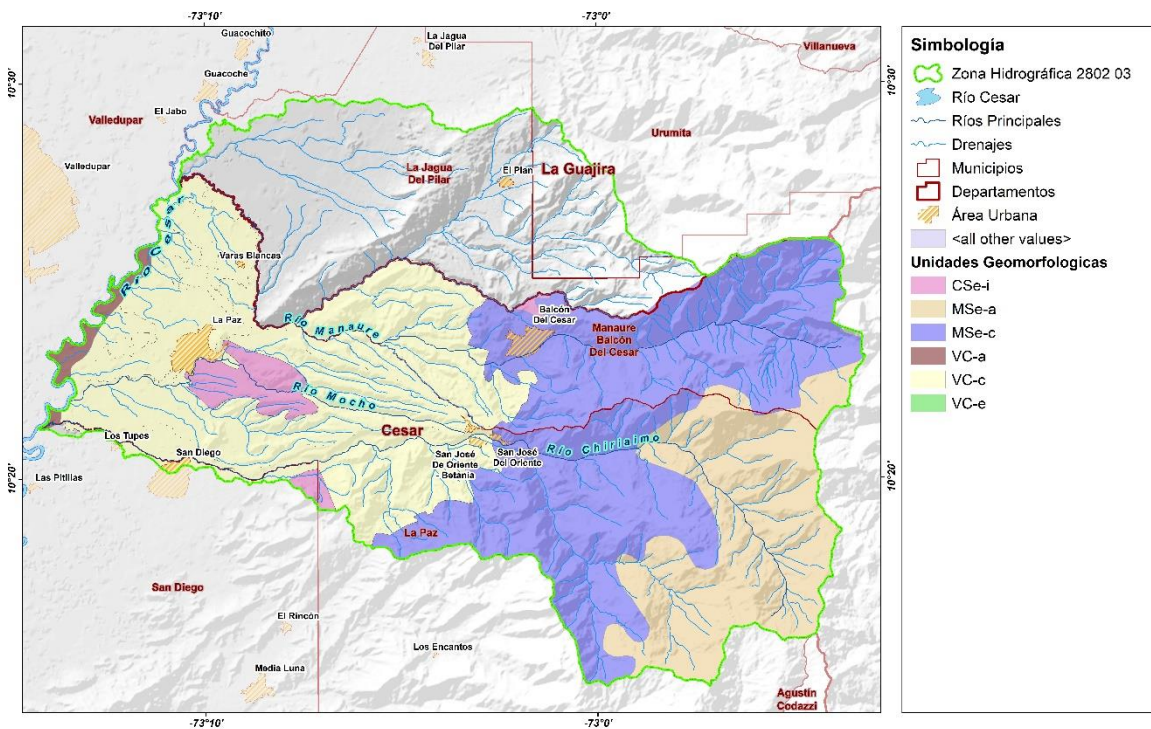 -73°10'
-73°0'
Guacochito
La Jagua
Del Pilar
Villanueva
10°30'
10°30'
Guacoche
El Jabo
Valledupar
Urumita
Valledupar
La Jagua
Del Pilar
El Plan
La Guajira
Río Cesar
Varas Blancas
La Paz
Río Manaure
Balcón
Del Cesar
Manaure
Balcón
Del Cesar
Río Mocho
Cesar
Río Chiriaimo
Los Tupes
San Diego
San José
De Oriente
- Betania
San José
Del Oriente
Las Pitillas
10°20'
10°20'
La Paz
San Diego
El Rincón
Los Encantos
Media Luna
Agustín
Codazzi
-73°10'
-73°0'
Simbología
Zona Hidrográfica 2802 03
Río Cesar
Ríos Principales
Drenajes
Municipios
Departamentos
Área Urbana
<all other values>
Unidades Geomorfologicas
CSe-i
MSe-a
MSe-c
VC-a
VC-c
VC-e